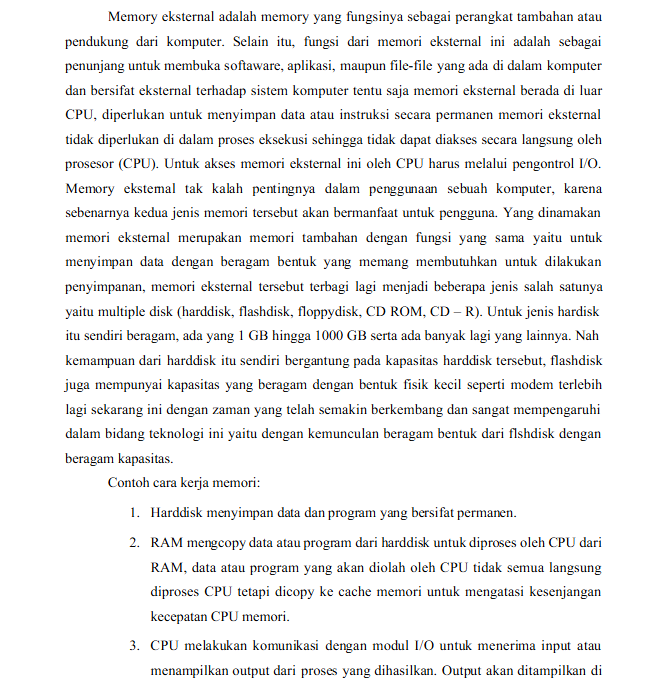 Memory eksternal adalah memory yang fungsinya sebagai perangkat tambahan atau
pendukung dari komputer. Selain itu, fungsi dari memori eksternal ini adalah sebagai
penunjang untuk membuka softaware, aplikasi, maupun file-file yang ada di dalam komputer
dan bersifat eksternal terhadap sistem komputer tentu saja memori eksternal berada di luar
CPU, diperlukan untuk menyimpan data atau instruksi secara permanen memori eksternal
tidak diperlukan di dalam proses eksekusi sehingga tidak dapat diakses secara langsung oleh
prosesor (CPU). Untuk akses memori eksternal ini oleh CPU harus melalui pengontrol I/O.
Memory eksternal tak kalah pentingnya dalam penggunaan sebuah komputer, karena
sebenarnya kedua jenis memori tersebut akan bermanfaat untuk pengguna. Yang dinamakan
memori eksternal merupakan memori tambahan dengan fungsi yang sama yaitu untuk
menyimpan data dengan beragam bentuk yang memang membutuhkan untuk dilakukan
penyimpanan, memori eksternal tersebut terbagi lagi menjadi beberapa jenis salah satunya
yaitu multiple disk (harddisk, flashdisk, floppydisk, CD ROM, CD – R). Untuk jenis hardisk
itu sendiri beragam, ada yang 1 GB hingga 1000 GB serta ada banyak lagi yang lainnya. Nah
kemampuan dari harddisk itu sendiri bergantung pada kapasitas harddisk tersebut, flashdisk
juga mempunyai kapasitas yang beragam dengan bentuk fisik kecil seperti modem terlebih
lagi sekarang ini dengan zaman yang telah semakin berkembang dan sangat mempengaruhi
dalam bidang teknologi ini yaitu dengan kemunculan beragam bentuk dari flshdisk dengan
beragam kapasitas.
Contoh cara kerja memori:
1. Harddisk menyimpan data dan program yang bersifat permanen.
2. RAM mengcopy data atau program dari harddisk untuk diproses oleh CPU dari
RAM, data atau program yang akan diolah oleh CPU tidak semua langsung
diproses CPU tetapi dicopy ke cache memori untuk mengatasi kesenjangan
kecepatan CPU memori.
3. CPU melakukan komunikasi dengan modul I/O untuk menerima input atau
menampilkan output dari proses yang dihasilkan. Output akan ditampilkan di